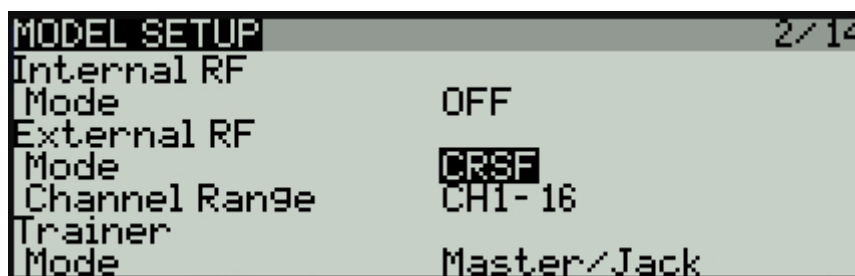 MODEL SETUP 2/14
Internal RF
Mode OFF
External RF
Mode CRSF
Channel Range CH1-16
Trainer
Mode Master/Jack